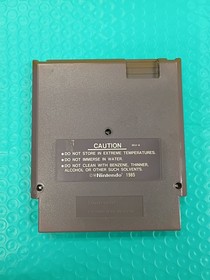 CAUTION
●DO NOT STORE IN EXTREME TEMPERATURES.
●DO NOT IMMERSE IN WATER.
●DO NOT CLEAN WITH BENZENE, THINNER,
ALCOHOL OR OTHER SUCH SOLVENTS.
©Nintendo 1985